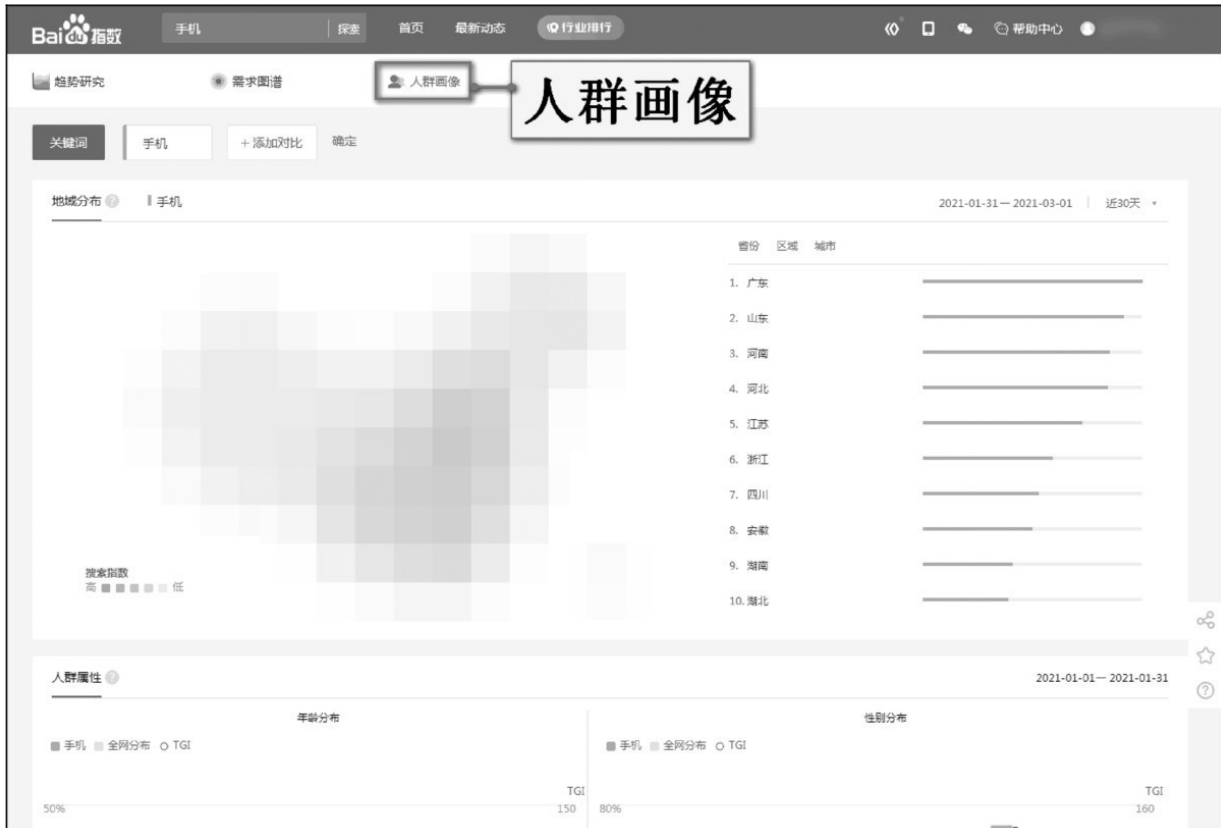 Bai du 指数 手机 探索 首页 最新动态 行业排行 帮助中心
趋势研究 需求图谱 人群画像 人群画像
关键词 手机 +添加对比 确定
地域分布 ? 手机 2021-01-31 — 2021-03-01 近30天
省份 区域 城市
1. 广东
2. 山东
3. 河南
4. 河北
5. 江苏
6. 浙江
7. 四川
8. 安徽
9. 湖南
10. 湖北
搜索指数
高 低
人群属性 ? 2021-01-01 — 2021-01-31
年龄分布 性别分布
手机 全网分布 TGI 手机 全网分布 TGI
TGI TGI
50% 150 80% 160